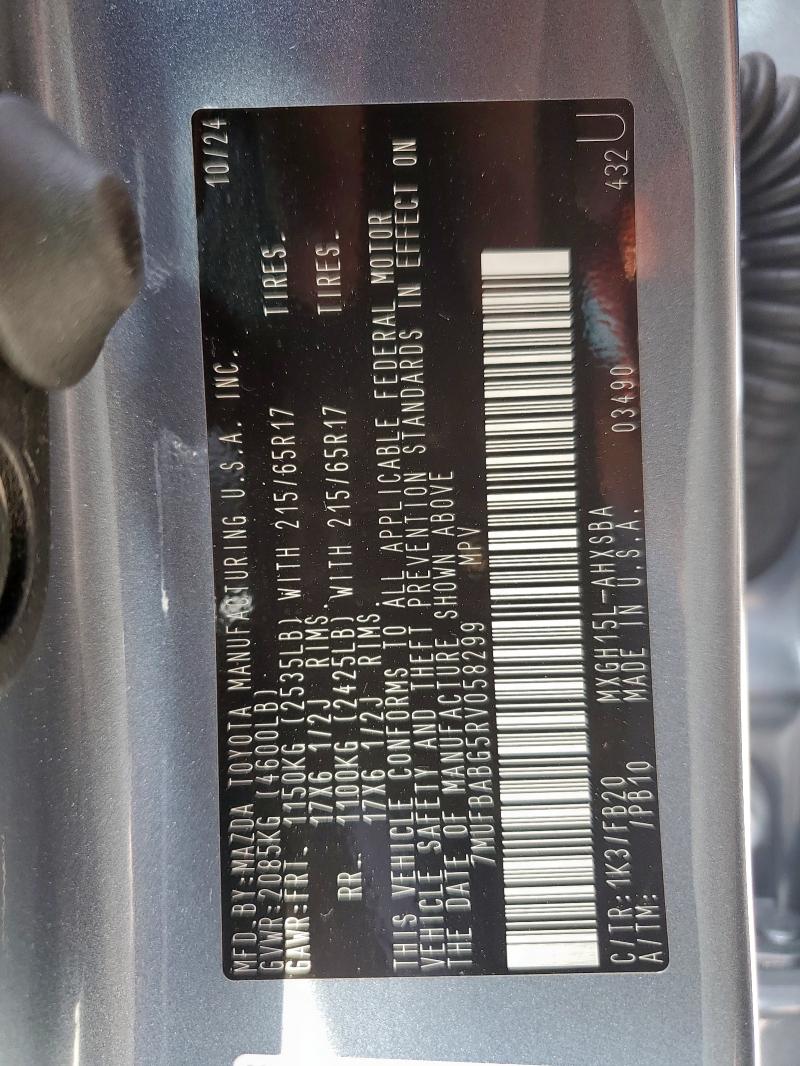 MFD.BY:MAZDA TOYOTA MANUFACTURING U.S.A. INC. 10/24
GVWR:2085KG (4600LB)
GAWR:FRT. 1150KG (2535LB) WITH 215/65R17 TIRES.
17X6 1/2J RIMS.
RR. 1100KG (2425LB) WITH 215/65R17 TIRES.
17X6 1/2J RIMS.
THIS VEHICLE CONFORMS TO ALL APPLICABLE FEDERAL MOTOR
VEHICLE SAFETY AND THEFT PREVENTION STANDARDS IN EFFECT ON
THE DATE OF MANUFACTURE SHOWN ABOVE
7MUFBABG5RV058299 MPV
C/TR: 1K3/FB20 MXGH15L-AHXSBA 03490 432 U
A/TM: /PB10 MADE IN U.S.A.